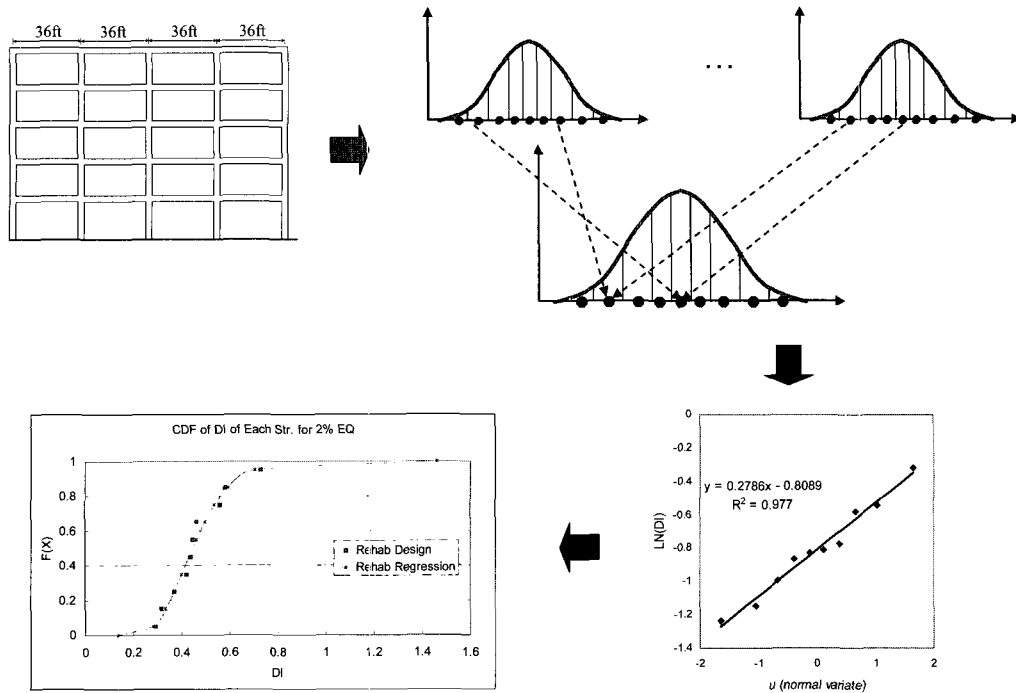 36ft 36ft 36ft 36ft
...
CDF of DI of Each Str. for 2% EQ
F(X)
1
0.8
0.6
0.4
0.2
0
0 0.2 0.4 0.6 0.8 1 1.2 1.4 1.6
DI
Rehab Design
Rehab Regression
0
-0.2
-0.4
-0.6
-0.8
-1
-1.2
-1.4
LN(DI)
y = 0.2786x - 0.8089
R² = 0.977
-2 -1 0 1 2
u (normal variate)